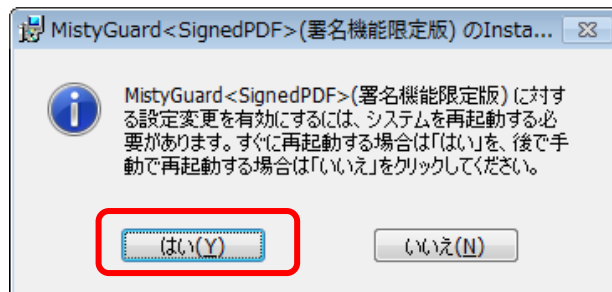 MistyGuard<SignedPDF>(署名機能限定版) のInsta...
MistyGuard<SignedPDF>(署名機能限定版) に対す
る設定変更を有効にするには、システムを再起動する必
要があります。すぐに再起動する場合は「はい」を、後で手
動で再起動する場合は「いいえ」をクリックしてください。
はい(Y)
いいえ(N)